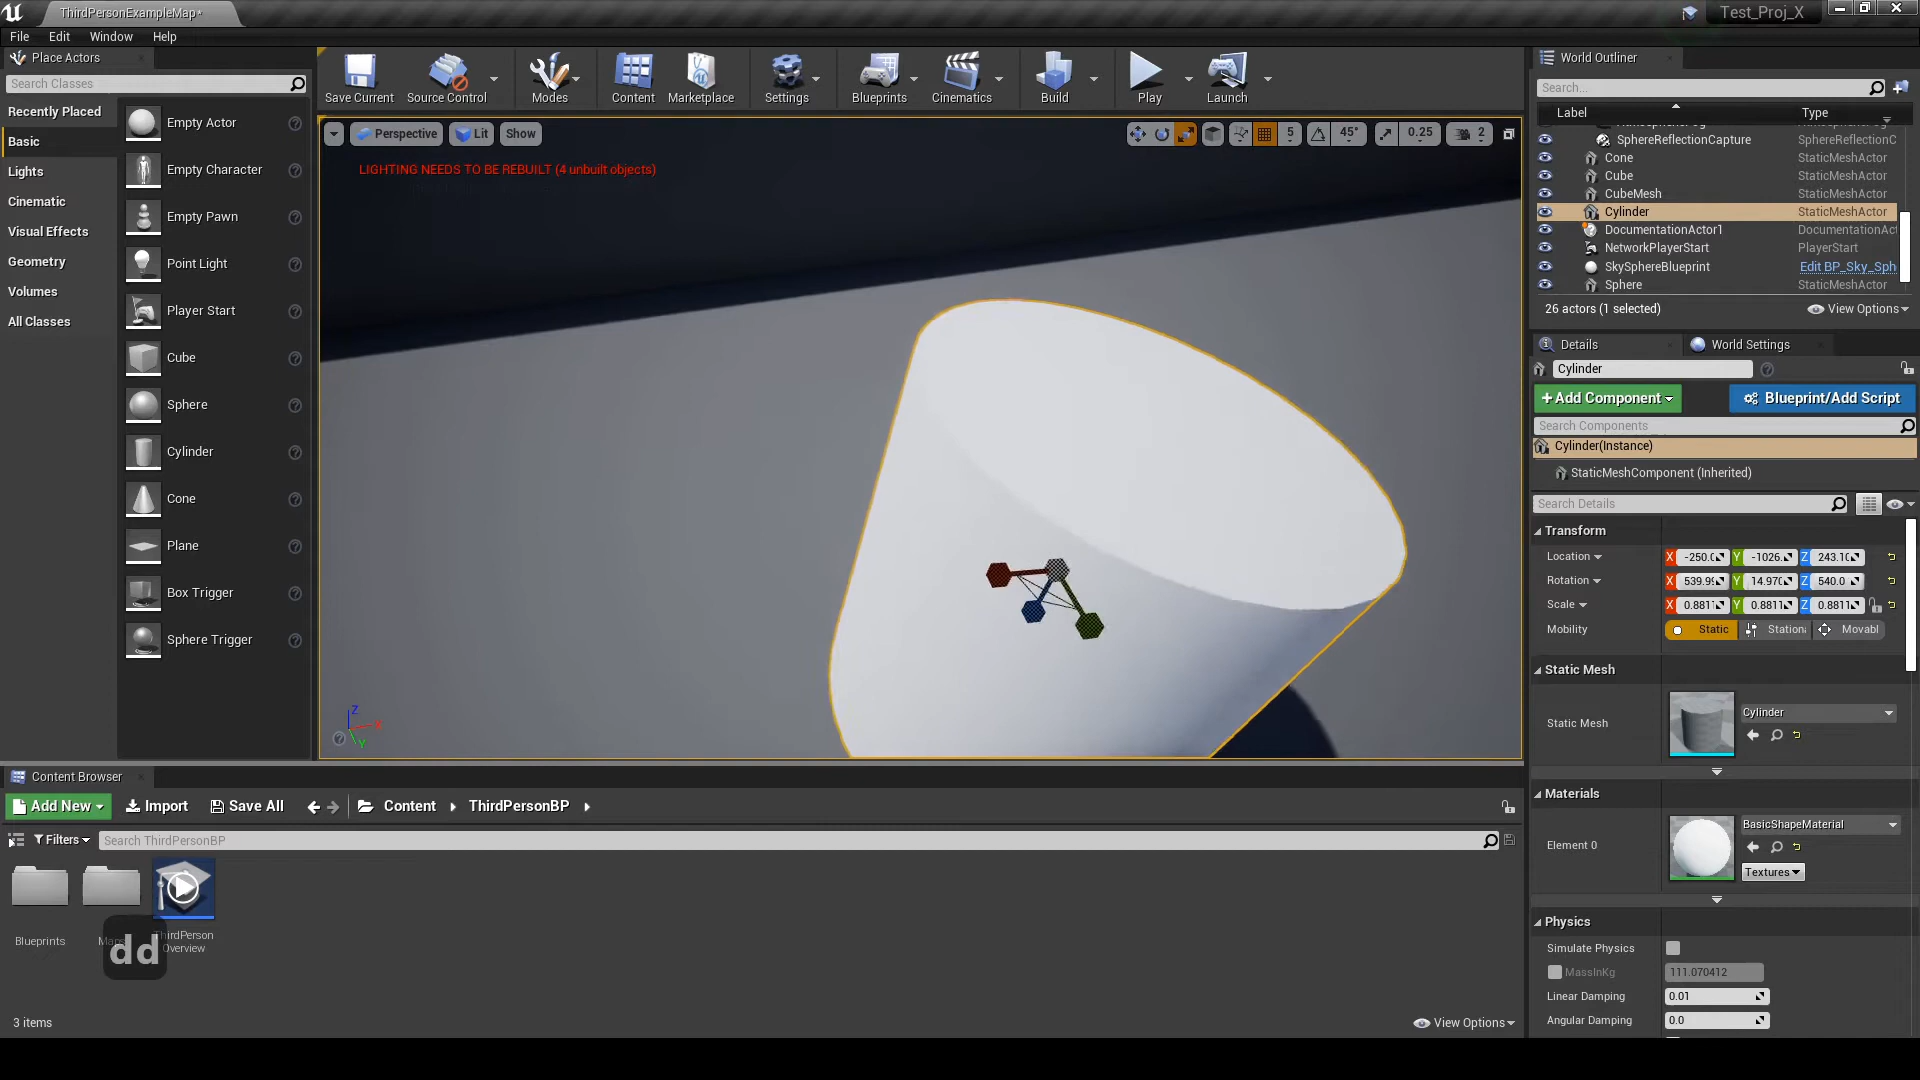 ThirdPersonExampleMap*
Test_Proj_X
File Edit Window Help
Place Actors
Search Classes
Recently Placed
Basic
Lights
Cinematic
Visual Effects
Geometry
Volumes
All Classes
Empty Actor
Empty Character
Empty Pawn
Point Light
Player Start
Cube
Sphere
Cylinder
Cone
Plane
Box Trigger
Sphere Trigger
Save Current
Source Control
Modes
Content
Marketplace
Settings
Blueprints
Cinematics
Build
Play
Launch
Perspective
Lit
Show
5
45°
0.25
2
LIGHTING NEEDS TO BE REBUILT (4 unbuilt objects)
Z
X
Y
World Outliner
Search...
Label Type
SphereReflectionCapture SphereReflectionC
Cone StaticMeshActor
Cube StaticMeshActor
CubeMesh StaticMeshActor
Cylinder StaticMeshActor
DocumentationActor1 DocumentationAct
NetworkPlayerStart PlayerStart
SkySphereBlueprint Edit BP_Sky_Sph
Sphere StaticMeshActor
26 actors (1 selected)
View Options
Details
World Settings
Cylinder
+Add Component
Blueprint/Add Script
Search Components
Cylinder(Instance)
StaticMeshComponent (Inherited)
Search Details
Transform
Location X -250.0 Y -1026. Z 243.10
Rotation X 539.99 Y 14.970 Z 540.0
Scale X 0.8811 Y 0.8811 Z 0.8811
Mobility Static Stationa Movabl
Static Mesh
Static Mesh
Cylinder
Materials
Element 0
BasicShapeMaterial
Textures
Physics
Simulate Physics
MassInKg 111.070412
Linear Damping 0.01
Angular Damping 0.0
Content Browser
Add New
Import
Save All
Content
ThirdPersonBP
Filters
Search ThirdPersonBP
Blueprints
ThirdPerson
Overview
dd
3 items
View Options